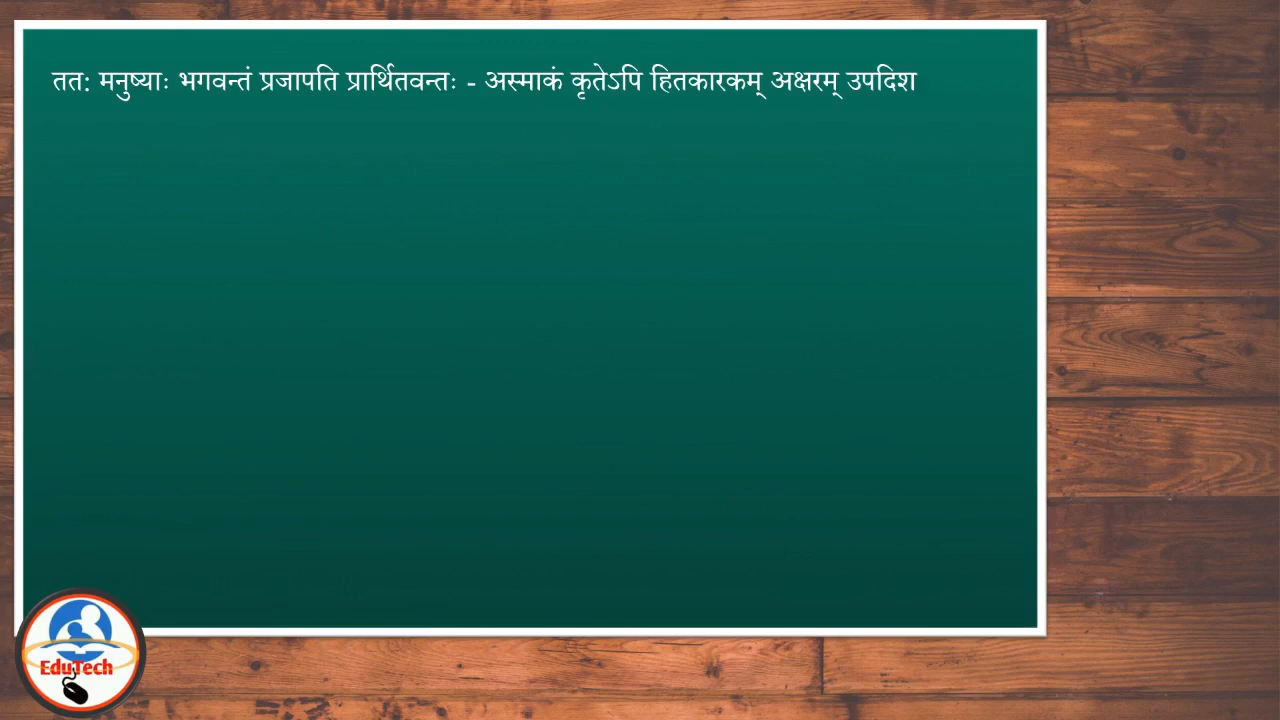 तत: मनुष्याः भगवन्तं प्रजापति प्रार्थितवन्तः - अस्माकं कृतेऽपि हितकारकम् अक्षरम् उपदिश
EduTech